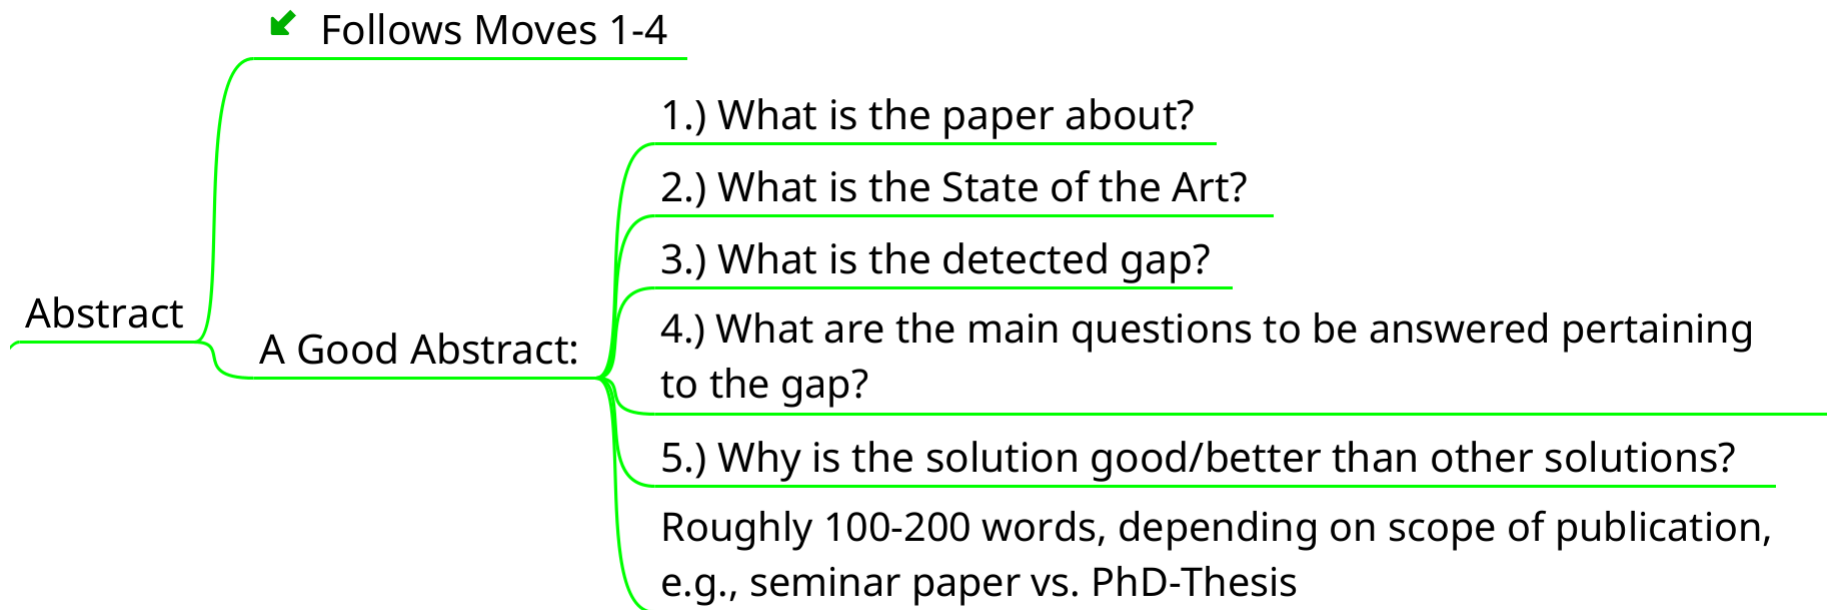 Follows Moves 1-4
1.) What is the paper about?
2.) What is the State of the Art?
3.) What is the detected gap?
Abstract
A Good Abstract:
4.) What are the main questions to be answered pertaining
to the gap?
5.) Why is the solution good/better than other solutions?
Roughly 100-200 words, depending on scope of publication,
e.g., seminar paper vs. PhD-Thesis